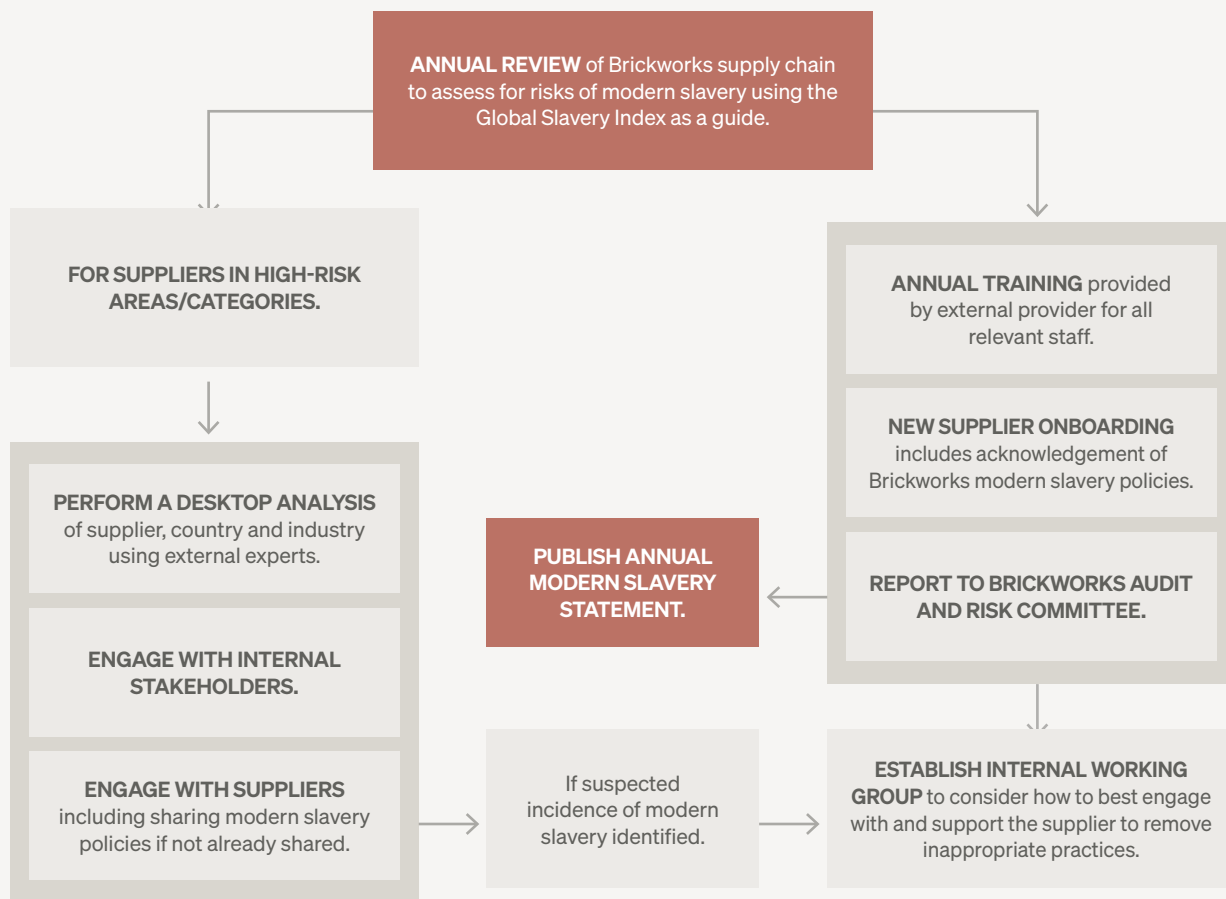 ANNUAL REVIEW of Brickworks supply chain
to assess for risks of modern slavery using the
Global Slavery Index as a guide.
FOR SUPPLIERS IN HIGH-RISK
AREAS/CATEGORIES.
PERFORM A DESKTOP ANALYSIS
of supplier, country and industry
using external experts.
ENGAGE WITH INTERNAL
STAKEHOLDERS.
ENGAGE WITH SUPPLIERS
including sharing modern slavery
policies if not already shared.
If suspected
incidence of modern
slavery identified.
ANNUAL TRAINING provided
by external provider for all
relevant staff.
NEW SUPPLIER ONBOARDING
includes acknowledgement of
Brickworks modern slavery policies.
REPORT TO BRICKWORKS AUDIT
AND RISK COMMITTEE.
PUBLISH ANNUAL
MODERN SLAVERY
STATEMENT.
ESTABLISH INTERNAL WORKING
GROUP to consider how to best engage
with and support the supplier to remove
inappropriate practices.